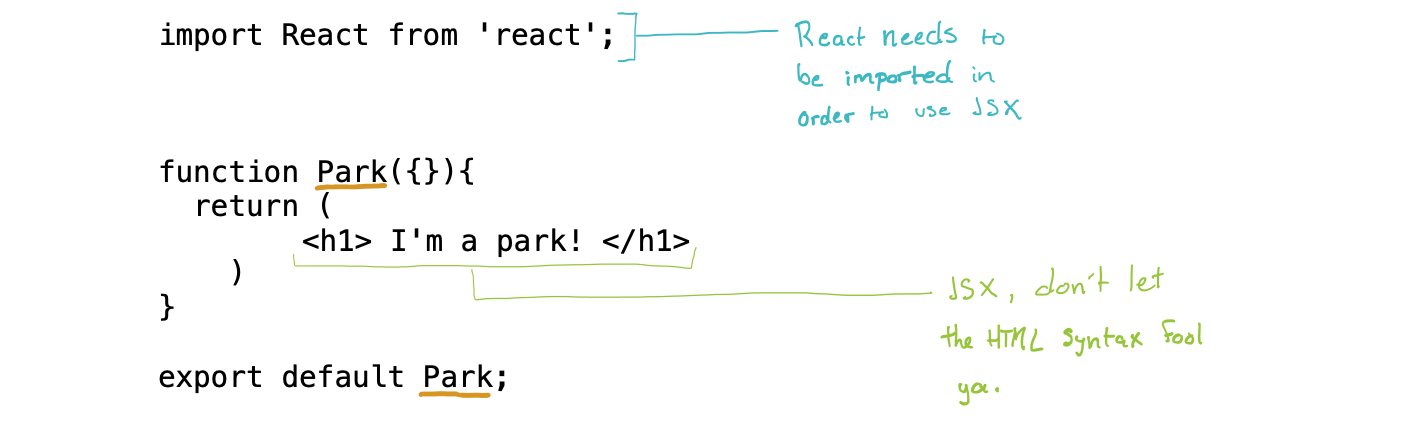 import React from 'react';
React needs to
be imported in
order to use JSX
function Park({}){
return (
<h1> I'm a park! </h1>
)
}
JSX, don't let
the HTML syntax fool
ya.
export default Park;